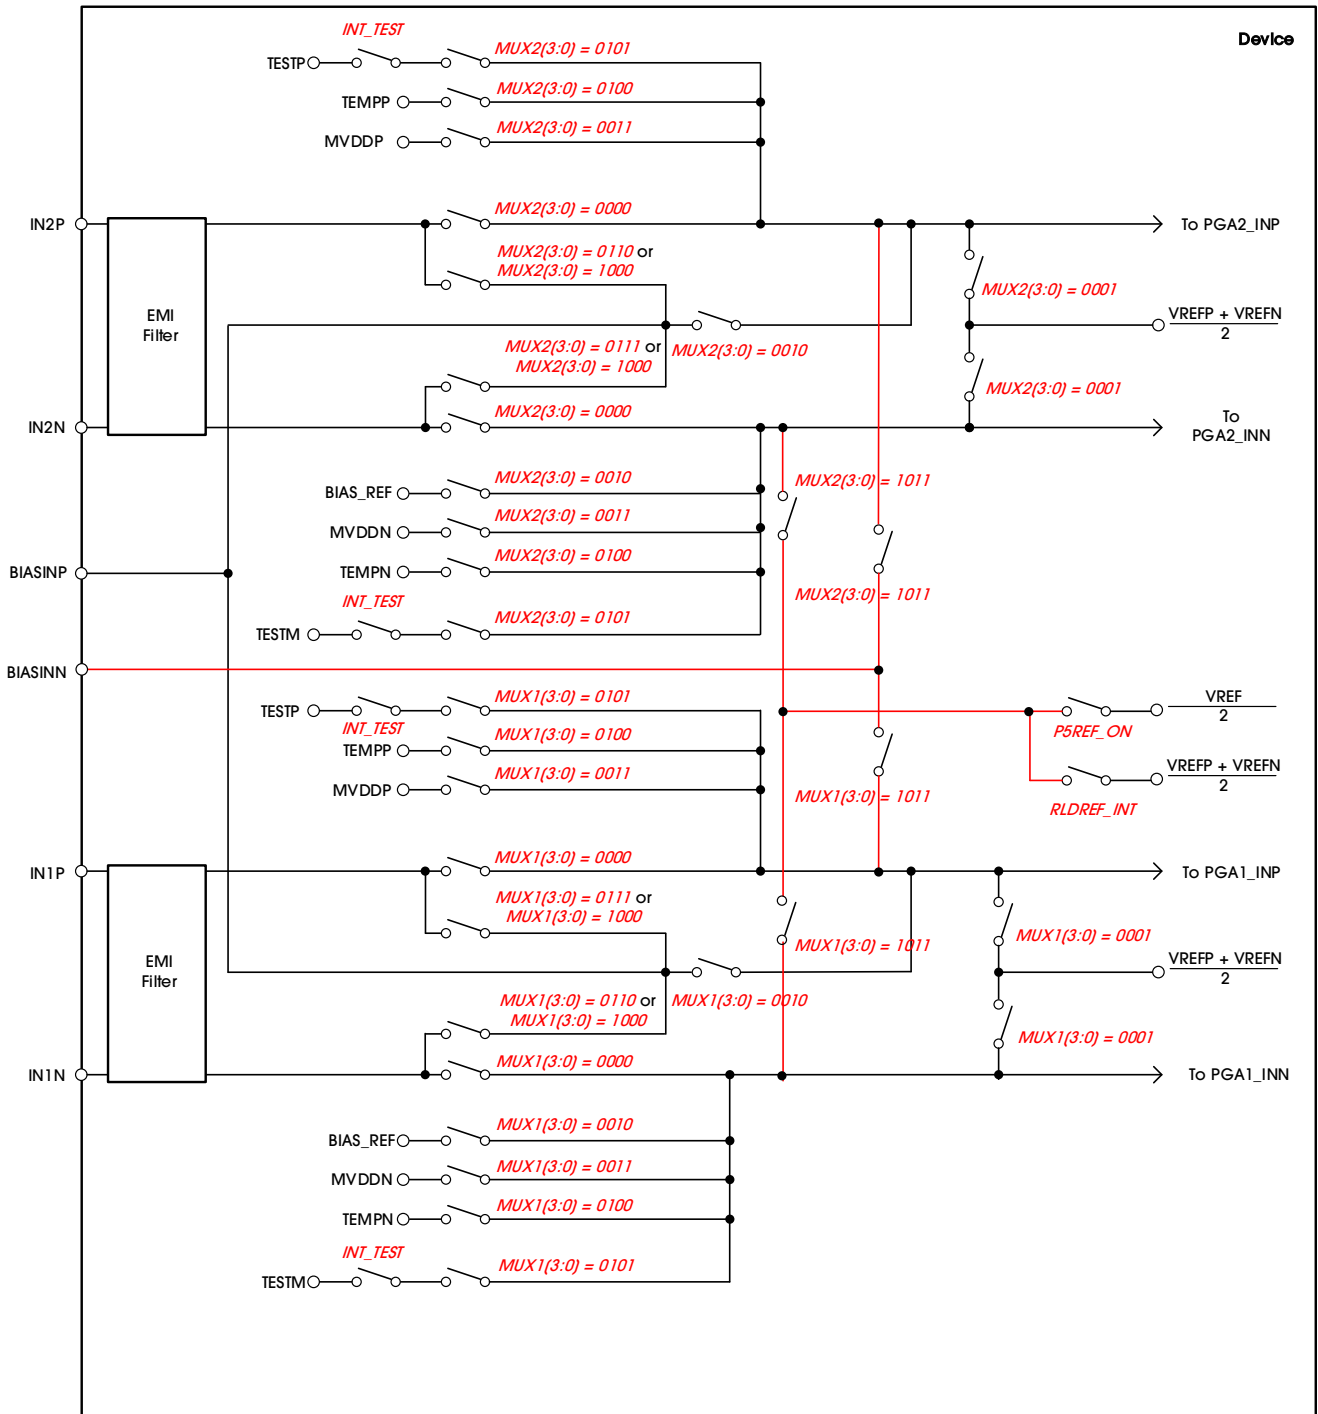 Device
INT_TEST
TESTP
MUX2(3:0) = 0101
TEMPP
MUX2(3:0) = 0100
MVDDP
MUX2(3:0) = 0011
IN2P
MUX2(3:0) = 0000
To PGA2_INP
MUX2(3:0) = 0110 or
MUX2(3:0) = 1000
MUX2(3:0) = 0001
EMI
Filter
VREFP + VREFN
2
MUX2(3:0) = 0111 or
MUX2(3:0) = 1000
MUX2(3:0) = 0010
MUX2(3:0) = 0001
IN2N
MUX2(3:0) = 0000
To
PGA2_INN
BIAS_REF
MUX2(3:0) = 0010
MUX2(3:0) = 1011
MVDDN
MUX2(3:0) = 0011
BIASINP
TEMPN
MUX2(3:0) = 0100
MUX2(3:0) = 1011
INT_TEST
TESTM
MUX2(3:0) = 0101
BIASINN
TESTP
MUX1(3:0) = 0101
VREF
2
INT_TEST
P5REF_ON
TEMPP
MUX1(3:0) = 0100
MVDDP
MUX1(3:0) = 0011
VREFP + VREFN
2
MUX1(3:0) = 1011
RLDREF_INT
IN1P
MUX1(3:0) = 0000
To PGA1_INP
MUX1(3:0) = 0111 or
MUX1(3:0) = 1000
MUX1(3:0) = 1011
MUX1(3:0) = 0001
EMI
Filter
VREFP + VREFN
2
MUX1(3:0) = 0110 or
MUX1(3:0) = 1000
MUX1(3:0) = 0010
MUX1(3:0) = 0001
IN1N
MUX1(3:0) = 0000
To PGA1_INN
BIAS_REF
MUX1(3:0) = 0010
MVDDN
MUX1(3:0) = 0011
TEMPN
MUX1(3:0) = 0100
INT_TEST
TESTM
MUX1(3:0) = 0101